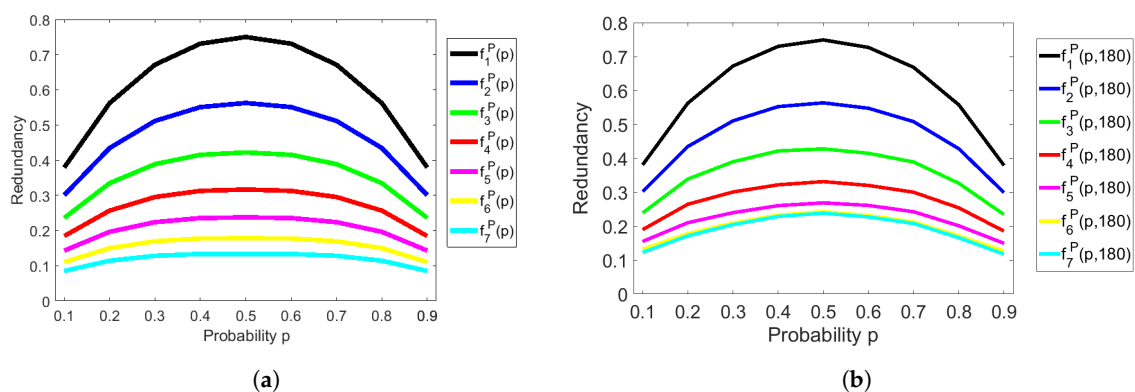 0.8
0.7
0.6
0.5
0.4
0.3
0.2
0.1
0
Redundancy
0.1 0.2 0.3 0.4 0.5 0.6 0.7 0.8 0.9
Probability p
f₁ᴾ(p)
f₂ᴾ(p)
f₃ᴾ(p)
f₄ᴾ(p)
f₅ᴾ(p)
f₆ᴾ(p)
f₇ᴾ(p)
(a)
0.8
0.7
0.6
0.5
0.4
0.3
0.2
0.1
0
Redundancy
0.1 0.2 0.3 0.4 0.5 0.6 0.7 0.8 0.9
Probability p
f₁ᴾ(p,180)
f₂ᴾ(p,180)
f₃ᴾ(p,180)
f₄ᴾ(p,180)
f₅ᴾ(p,180)
f₆ᴾ(p,180)
f₇ᴾ(p,180)
(b)